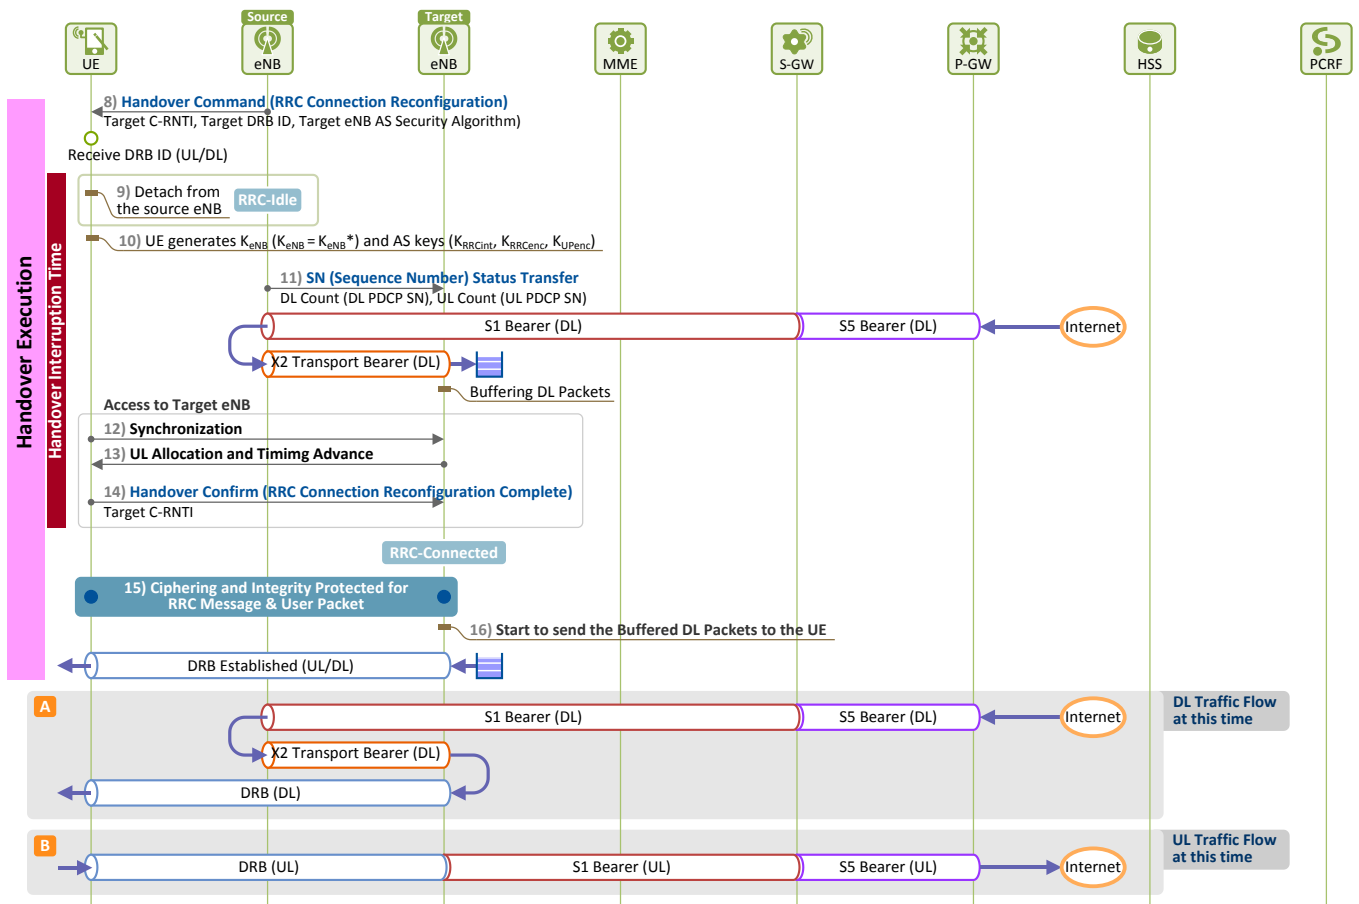 Source
Target
UE
eNB
eNB
MME
S-GW
P-GW
HSS
PCRF
Handover Execution
Handover Interruption Time
8) Handover Command (RRC Connection Reconfiguration)
Target C-RNTI, Target DRB ID, Target eNB AS Security Algorithm)
Receive DRB ID (UL/DL)
9) Detach from
the source eNB
RRC-Idle
10) UE generates KeNB (KeNB = KeNB*) and AS keys (KRRCint, KRRCenc, KUPenc)
11) SN (Sequence Number) Status Transfer
DL Count (DL PDCP SN), UL Count (UL PDCP SN)
S1 Bearer (DL)
S5 Bearer (DL)
Internet
X2 Transport Bearer (DL)
Buffering DL Packets
Access to Target eNB
12) Synchronization
13) UL Allocation and Timimg Advance
14) Handover Confirm (RRC Connection Reconfiguration Complete)
Target C-RNTI
RRC-Connected
15) Ciphering and Integrity Protected for
RRC Message & User Packet
16) Start to send the Buffered DL Packets to the UE
DRB Established (UL/DL)
A
DL Traffic Flow
at this time
S1 Bearer (DL)
S5 Bearer (DL)
Internet
X2 Transport Bearer (DL)
DRB (DL)
B
UL Traffic Flow
at this time
DRB (UL)
S1 Bearer (UL)
S5 Bearer (UL)
Internet